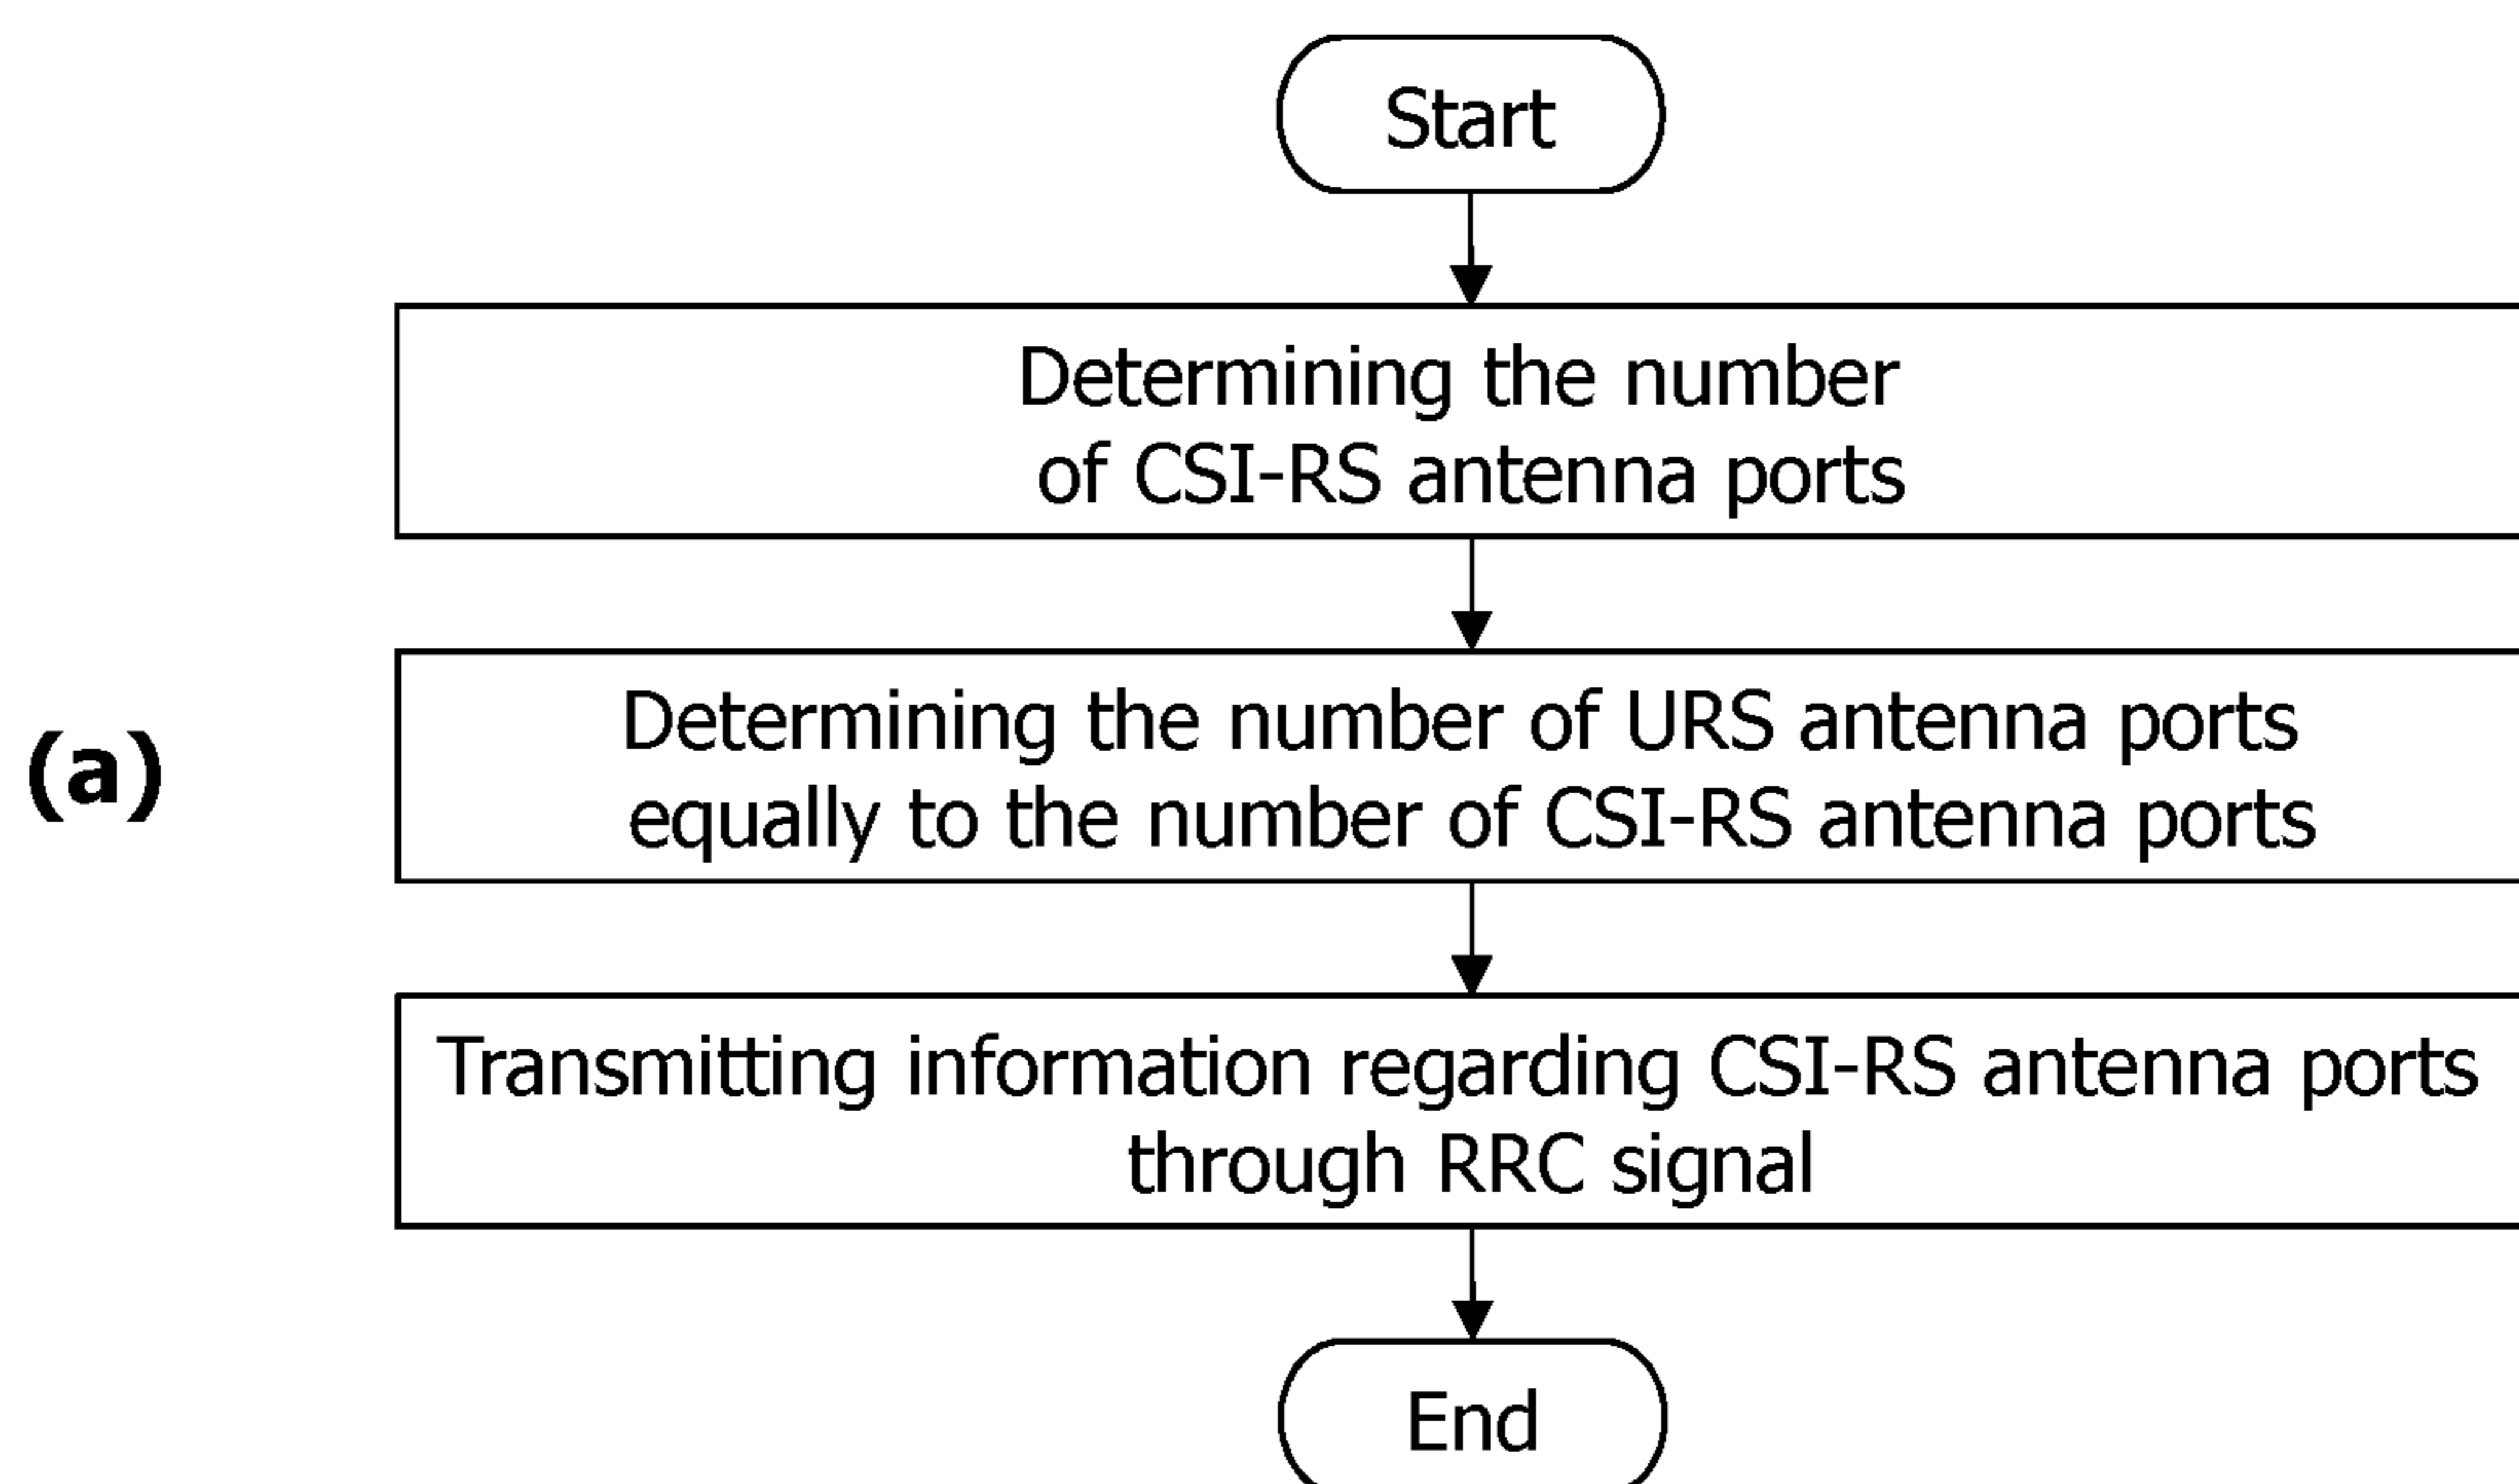 Start
Determining the number
of CSI-RS antenna ports
(a)
Determining the number of URS antenna ports
equally to the number of CSI-RS antenna ports
Transmitting information regarding CSI-RS antenna ports
through RRC signal
End